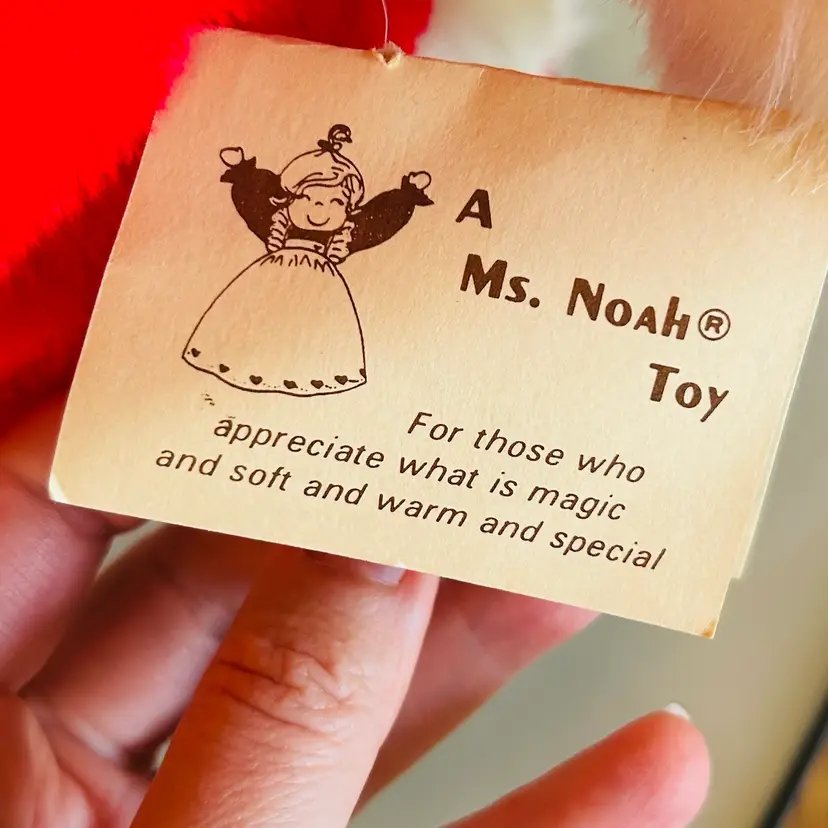 A
Ms. Noah®
Toy
For those who
appreciate what is magic
and soft and warm and special